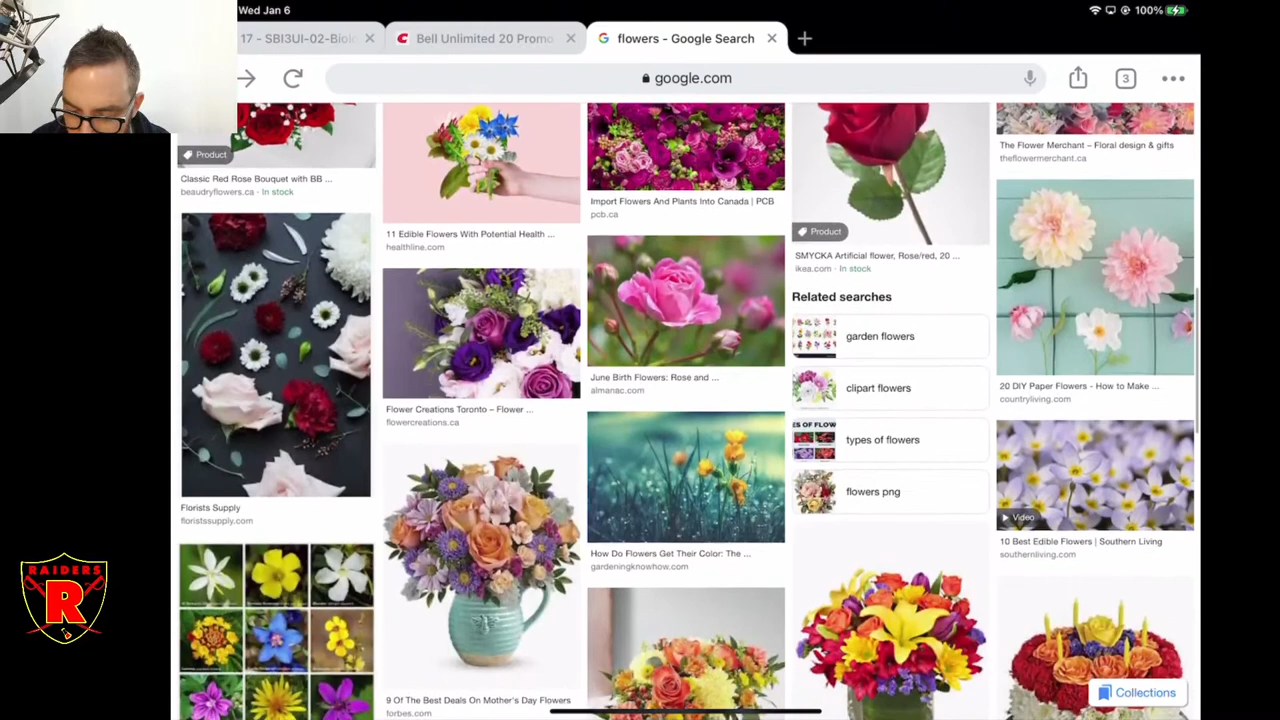 Wed Jan 6
100%
17 - SBI3UI-02-Biolo
Bell Unlimited 20 Promo
flowers - Google Search
google.com
3
Product
Classic Red Rose Bouquet with BB ...
beaudryflowers.ca · In stock
Florists Supply
floristssupply.com
11 Edible Flowers With Potential Health ...
healthline.com
Flower Creations Toronto – Flower ...
flowercreations.ca
9 Of The Best Deals On Mother's Day Flowers
forbes.com
Import Flowers And Plants Into Canada | PCB
pcb.ca
June Birth Flowers: Rose and ...
almanac.com
How Do Flowers Get Their Color: The ...
gardeningknowhow.com
Product
SMYCKA Artificial flower, Rose/red, 20 ...
ikea.com · In stock
Related searches
garden flowers
clipart flowers
ES OF FLOW
types of flowers
flowers png
The Flower Merchant – Floral design & gifts
theflowermerchant.ca
20 DIY Paper Flowers - How to Make ...
countryliving.com
Video
10 Best Edible Flowers | Southern Living
southernliving.com
Collections
RAIDERS
R